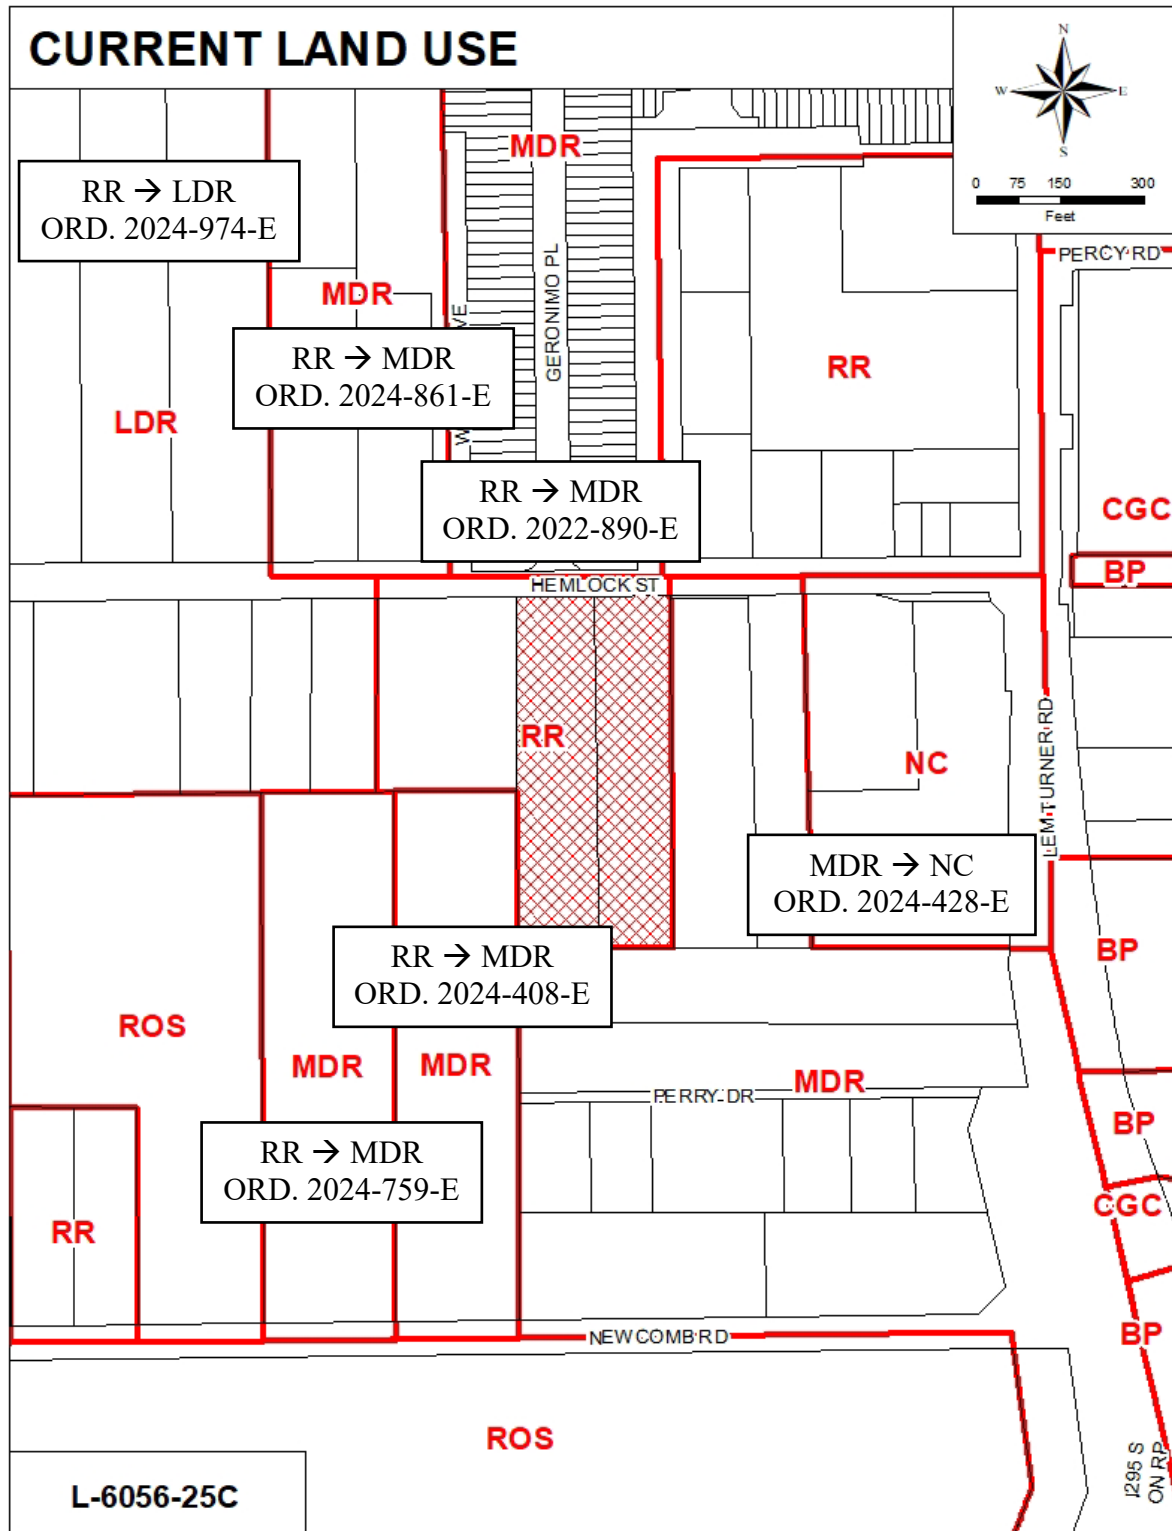 CURRENT LAND USE
N
W E
S
0 75 150 300
Feet
MDR
RR → LDR
ORD. 2024-974-E
PERCY RD
MDR
GERONIMO PL
VE
W
RR → MDR
ORD. 2024-861-E
RR
LDR
RR → MDR
ORD. 2022-890-E
CGC
BP
HEMLOCK ST
RR
NC
LEM TURNER RD
MDR → NC
ORD. 2024-428-E
RR → MDR
ORD. 2024-408-E
BP
ROS
MDR
MDR
MDR
PERRY DR
BP
RR → MDR
ORD. 2024-759-E
RR
CGC
BP
NEWCOMB RD
ROS
I295 S
ON RP
L-6056-25C